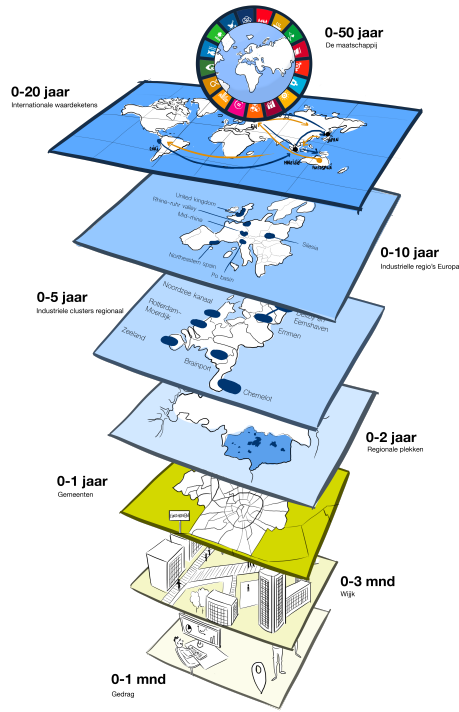 0-50 jaar
De maatschappij
0-20 jaar
Internationale waardeketens
0-10 jaar
Industrielle regio's Europa
United kingdom
Rhine-ruhr valley
Mid-rhine
Silesia
Northeastern spain
Po basin
0-5 jaar
Industriele clusters regionaal
Noordzee kanaal
Eemshaven
Rotterdam-
Moerdijk
Emmen
Zeeland
Brainport
Chemelot
0-2 jaar
Regionale plekken
0-1 jaar
Gemeenten
0-3 mnd
Wijk
0-1 mnd
Gedrag